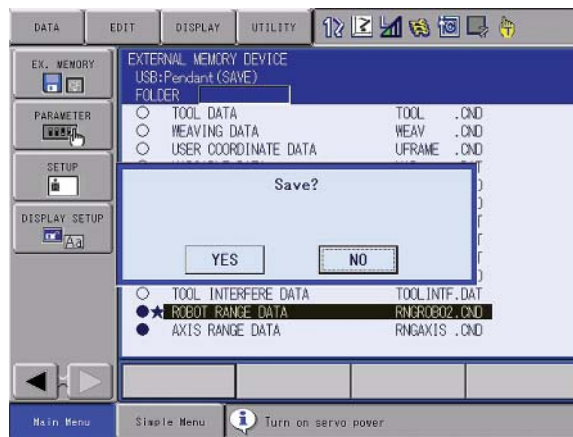 DATA EDIT DISPLAY UTILITY
EX. MEMORY
PARAMETER
SETUP
DISPLAY SETUP
EXTERNAL MEMORY DEVICE
USB:Pendant(SAVE)
FOLDER
TOOL DATA TOOL .CND
WEAVING DATA WEAV .CND
USER COORDINATE DATA UFRAME .CND
Save?
YES NO
TOOL INTERFERE DATA TOOLINTF.DAT
ROBOT RANGE DATA RNGROBO2.CND
AXIS RANGE DATA RNGAXIS .CND
Main Menu Simple Menu Turn on servo power